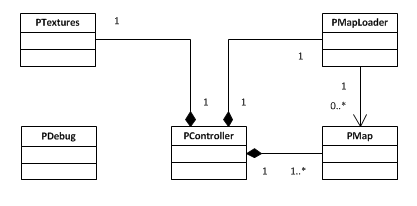 PTextures
1
PMapLoader
1
1
0..*
1
1
PDebug
PController
PMap
1
1..*